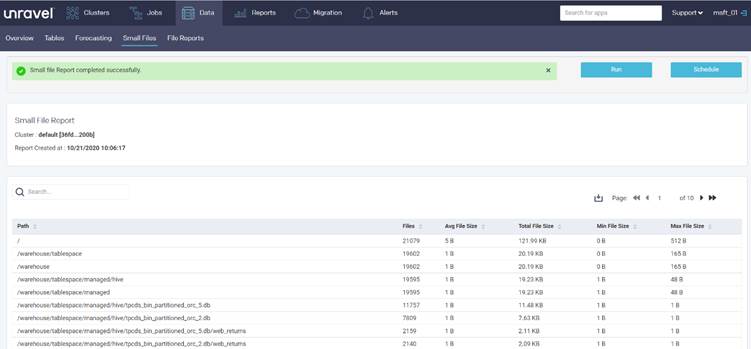 unravel Clusters Jobs Data Reports Migration Alerts Search for apps Support msft_01
Overview Tables Forecasting Small Files File Reports
Small file Report completed successfully. × Run Schedule
Small File Report
Cluster : default [36fd...200b]
Report Created at : 10/21/2020 10:06:17
Search... Page: 1 of 10
Path Files Avg File Size Total File Size Min File Size Max File Size
/ 21079 5 B 121.99 KB 0 B 512 B
/warehouse/tablespace 19602 1 B 20.19 KB 0 B 165 B
/warehouse 19602 1 B 20.19 KB 0 B 165 B
/warehouse/tablespace/managed/hive 19595 1 B 19.23 KB 1 B 48 B
/warehouse/tablespace/managed 19595 1 B 19.23 KB 1 B 48 B
/warehouse/tablespace/managed/hive/tpcds_bin_partitioned_orc_5.db 11757 1 B 11.48 KB 1 B 1 B
/warehouse/tablespace/managed/hive/tpcds_bin_partitioned_orc_2.db 7809 1 B 7.63 KB 1 B 1 B
/warehouse/tablespace/managed/hive/tpcds_bin_partitioned_orc_5.db/web_returns 2159 1 B 2.11 KB 1 B 1 B
/warehouse/tablespace/managed/hive/tpcds_bin_partitioned_orc_2.db/web_returns 2140 1 B 2.09 KB 1 B 1 B